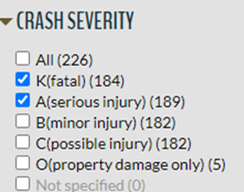 CRASH SEVERITY
All (226)
K(fatal) (184)
A(serious injury) (189)
B(minor injury) (182)
C(possible injury) (182)
O(property damage only) (5)
Not specified (0)